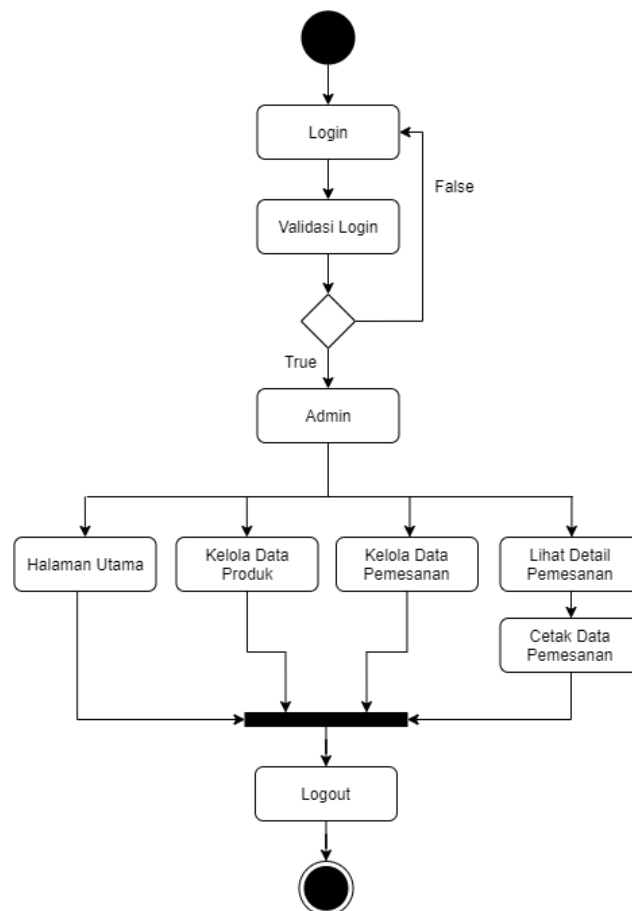 Login
False
Validasi Login
True
Admin
Halaman Utama
Kelola Data
Produk
Kelola Data
Pemesanan
Lihat Detail
Pemesanan
Cetak Data
Pemesanan
Logout